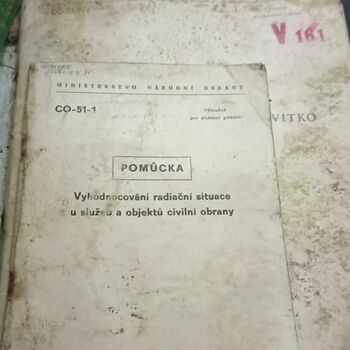 V 161
MINISTERSTVO NÁRODNÍ OBRANY
CO-51-1
Výhradně
pro služební potřebu
VÍTKO
POMŮCKA
Vyhodnocování radiační situace
u služeb a objektů civilní obrany